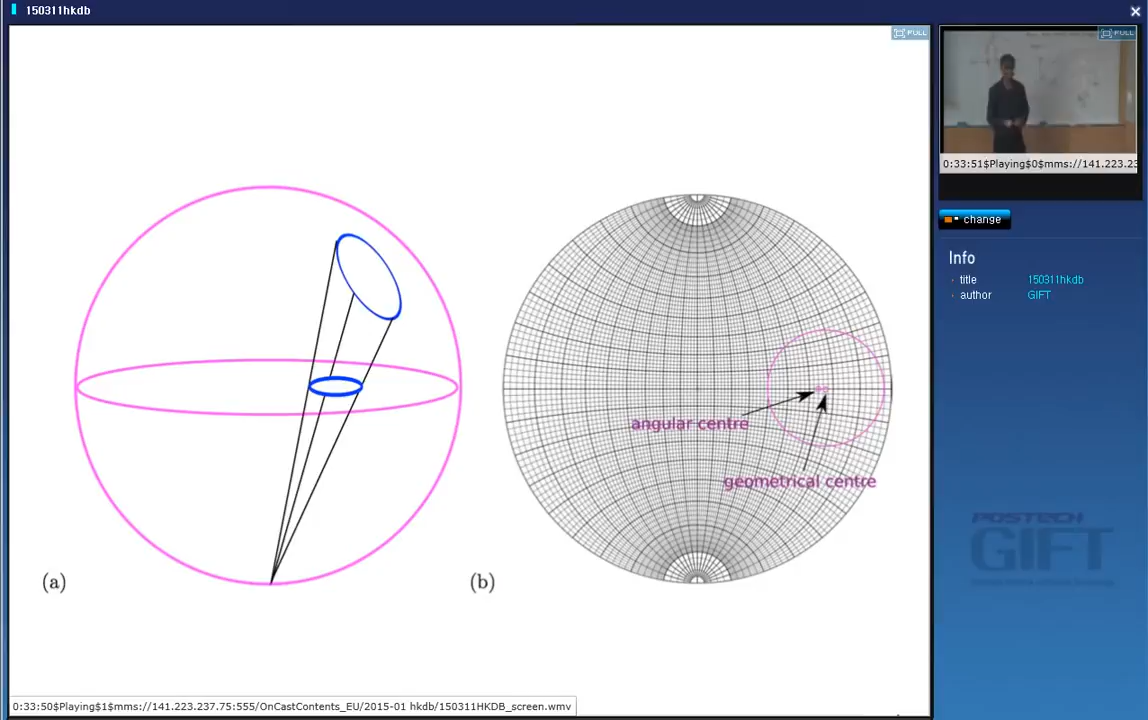 150311hkdb
FULL
FULL
0:33:51$Playing$0$mms://141.223.23
change
Info
title 150311hkdb
author GIFT
angular centre
geometrical centre
(a)
(b)
POSTECH
GIFT
0:33:50$Playing$1$mms://141.223.237.75:555/OnCastContents_EU/2015-01 hkdb/150311HKDB_screen.wmv